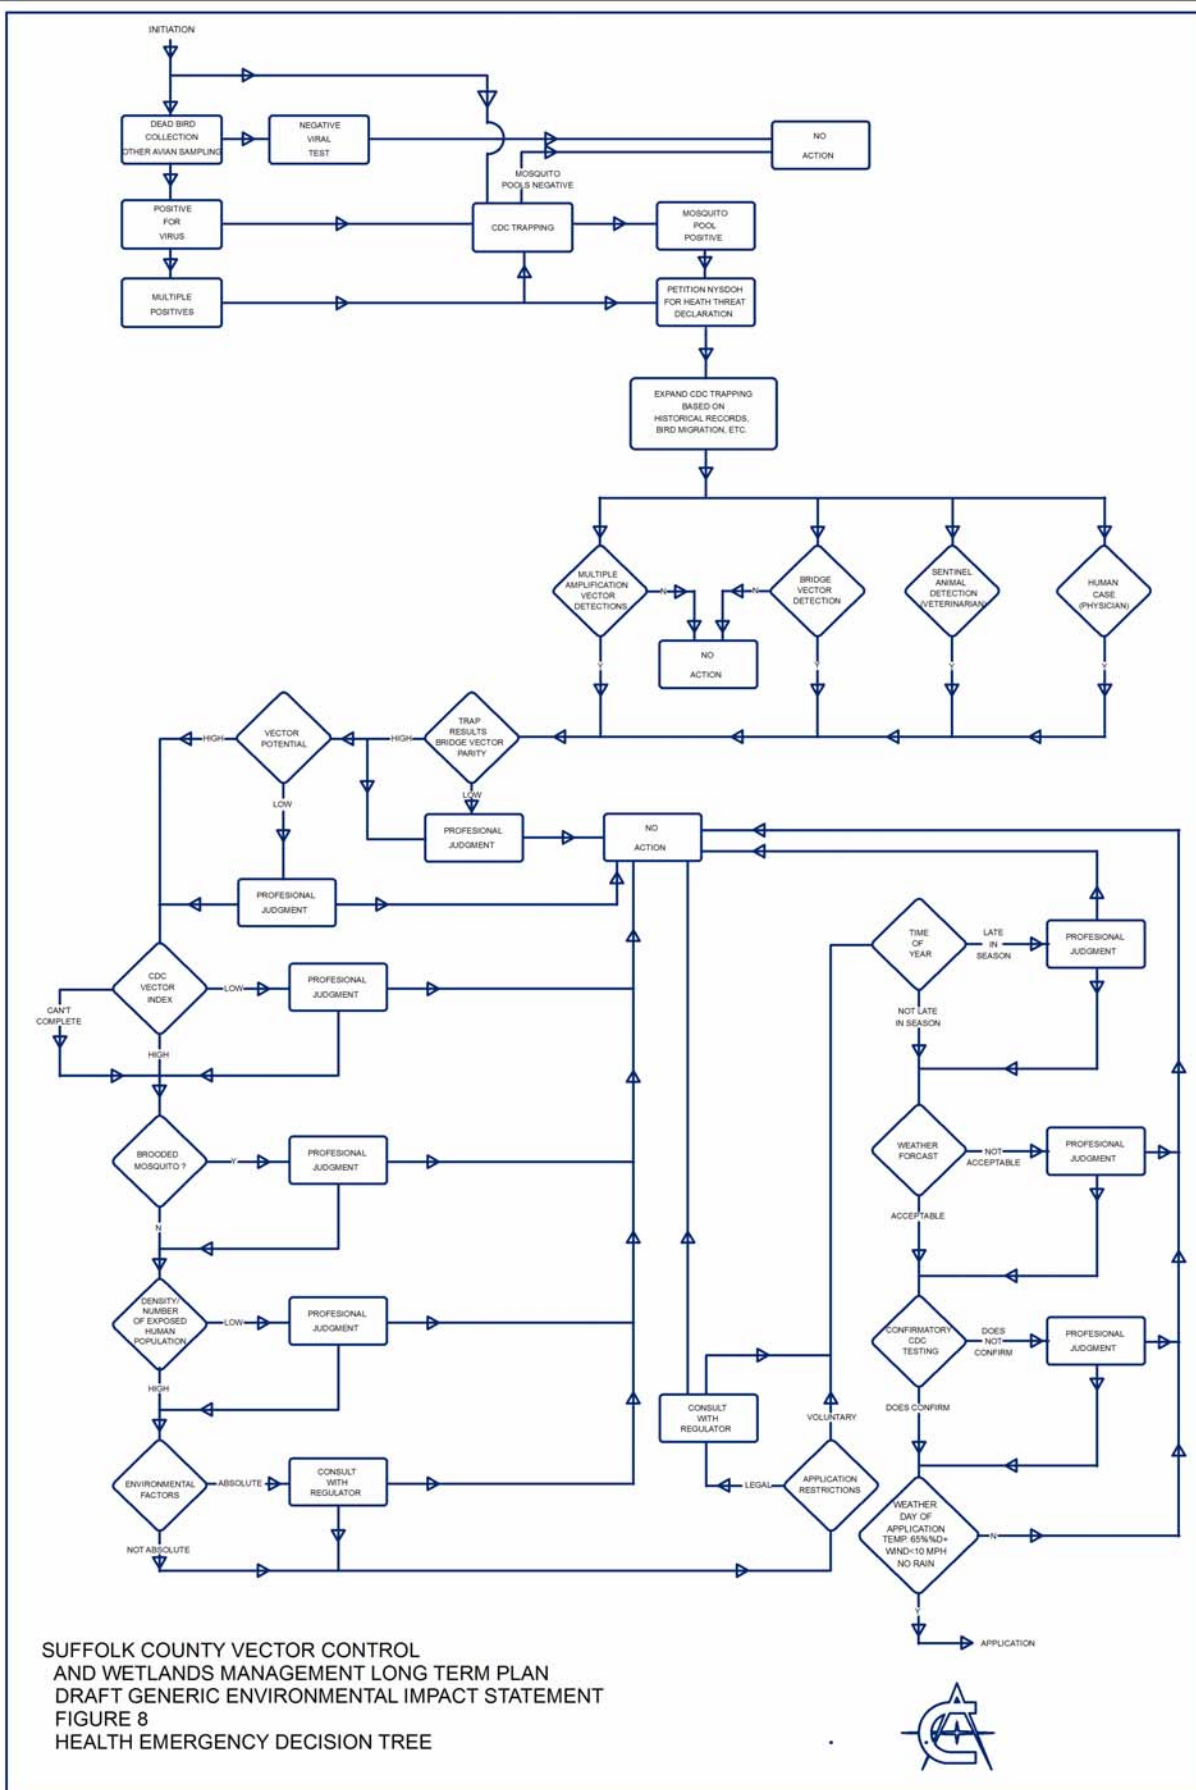 INITIATION
DEAD BIRD
COLLECTION
OTHER AVIAN SAMPLING
NEGATIVE
VIRAL
TEST
NO
ACTION
MOSQUITO
POOLS NEGATIVE
POSITIVE
FOR
VIRUS
CDC TRAPPING
MOSQUITO
POOL
POSITIVE
MULTIPLE
POSITIVES
PETITION NYSDOH
FOR HEATH THREAT
DECLARATION
EXPAND CDC TRAPPING
BASED ON
HISTORICAL RECORDS,
BIRD MIGRATION, ETC.
MULTIPLE
AMPLIFICATION
VECTOR
DETECTIONS
N
NO
ACTION
N
BRIDGE
VECTOR
DETECTION
SENTINEL
ANIMAL
DETECTION
(VETERINARIAN)
HUMAN
CASE
(PHYSICIAN)
Y
Y
Y
Y
HIGH
VECTOR
POTENTIAL
HIGH
TRAP
RESULTS
BRIDGE VECTOR
PARITY
LOW
LOW
PROFESIONAL
JUDGMENT
NO
ACTION
PROFESIONAL
JUDGMENT
CDC
VECTOR
INDEX
LOW
PROFESIONAL
JUDGMENT
CAN'T
COMPLETE
HIGH
BROODED
MOSQUITO ?
Y
PROFESIONAL
JUDGMENT
N
DENSITY/
NUMBER
OF EXPOSED
HUMAN
POPULATION
LOW
PROFESIONAL
JUDGMENT
HIGH
ENVIRONMENTAL
FACTORS
ABSOLUTE
CONSULT
WITH
REGULATOR
NOT ABSOLUTE
CONSULT
WITH
REGULATOR
LEGAL
APPLICATION
RESTRICTIONS
VOLUNTARY
TIME
OF
YEAR
LATE
IN
SEASON
PROFESIONAL
JUDGMENT
NOT LATE
IN SEASON
WEATHER
FORCAST
NOT
ACCEPTABLE
PROFESIONAL
JUDGMENT
ACCEPTABLE
CONFIRMATORY
CDC
TESTING
DOES
NOT
CONFIRM
PROFESIONAL
JUDGMENT
DOES CONFIRM
WEATHER
DAY OF
APPLICATION
TEMP. 65%%D+
WIND<10 MPH
NO RAIN
N
Y
APPLICATION
SUFFOLK COUNTY VECTOR CONTROL
AND WETLANDS MANAGEMENT LONG TERM PLAN
DRAFT GENERIC ENVIRONMENTAL IMPACT STATEMENT
FIGURE 8
HEALTH EMERGENCY DECISION TREE
CA